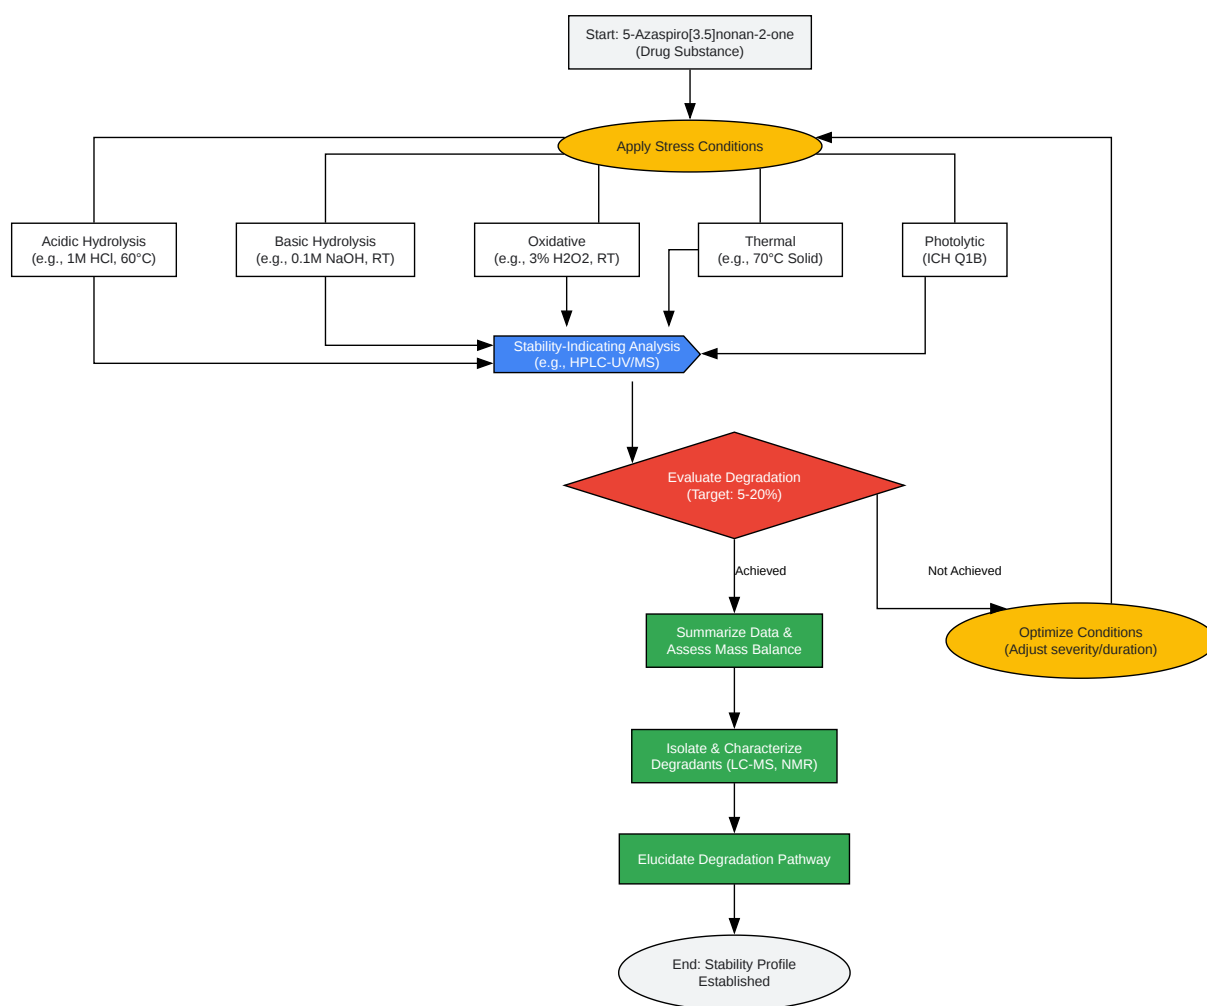 Start: 5-Azaspiro[3.5]nonan-2-one
(Drug Substance)
Apply Stress Conditions
Acidic Hydrolysis
(e.g., 1M HCl, 60°C)
Basic Hydrolysis
(e.g., 0.1M NaOH, RT)
Oxidative
(e.g., 3% H2O2, RT)
Thermal
(e.g., 70°C Solid)
Photolytic
(ICH Q1B)
Stability-Indicating Analysis
(e.g., HPLC-UV/MS)
Evaluate Degradation
(Target: 5-20%)
Achieved
Not Achieved
Summarize Data &
Assess Mass Balance
Optimize Conditions
(Adjust severity/duration)
Isolate & Characterize
Degradants (LC-MS, NMR)
Elucidate Degradation Pathway
End: Stability Profile
Established